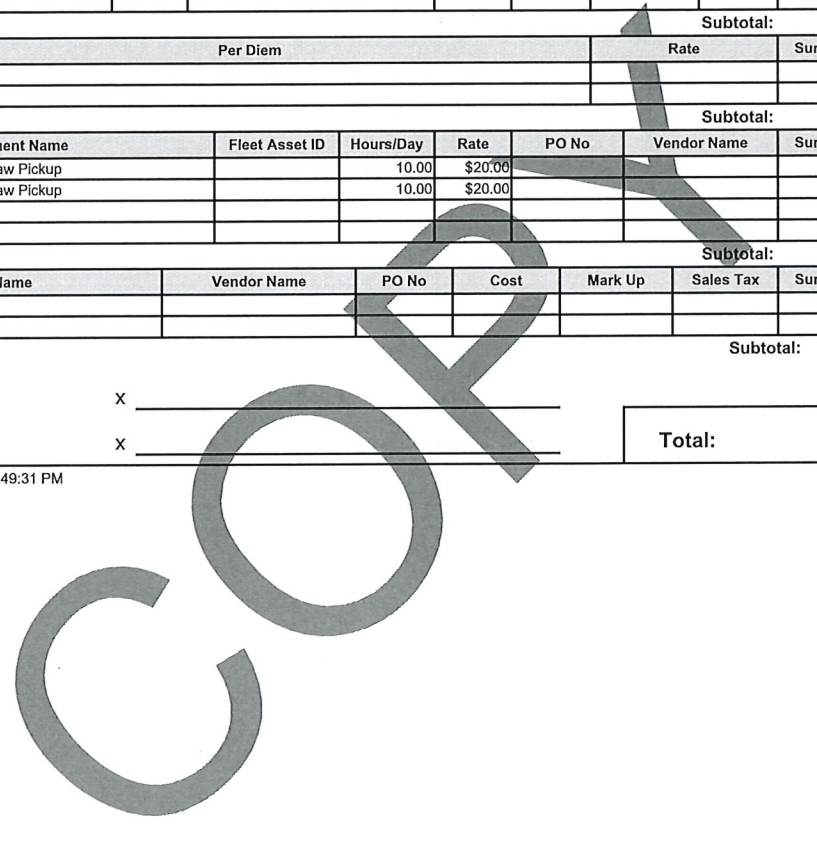 Subtotal:
Per Diem Rate Sur
Subtotal:
ent Name Fleet Asset ID Hours/Day Rate PO No Vendor Name Sur
aw Pickup 10.00 $20.00
aw Pickup 10.00 $20.00
Subtotal:
Name Vendor Name PO No Cost Mark Up Sales Tax Sur
Subtotal:
X
X
Total:
49:31 PM
COPY